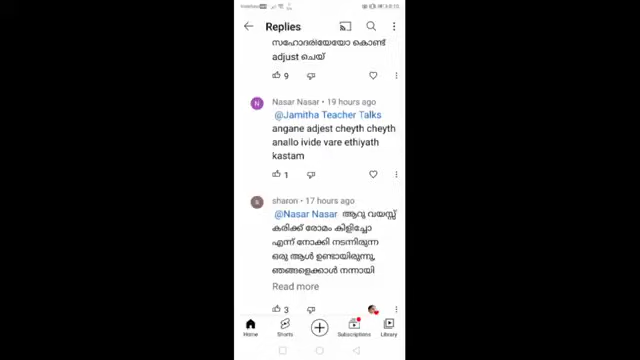 Replies
സഹോദരിയേയോ കൊണ്ട്
adjust ചെയ്
9
Nasar Nasar • 19 hours ago
@Jamitha Teacher Talks
angane adjest cheyth cheyth
anallo ivide vare ethiyath
kastam
1
sharon • 17 hours ago
@Nasar Nasar ആറു വയസ്സ്
കരിക്ക് രോമം കിളിച്ചോ
എന്ന് നോക്കി നടന്നിരുന്ന
ഒരു ആൾ ഉണ്ടായിരുന്നു,
ഞങ്ങളെക്കാൾ നന്നായി
Read more
3
Home
Shorts
Subscriptions
Library